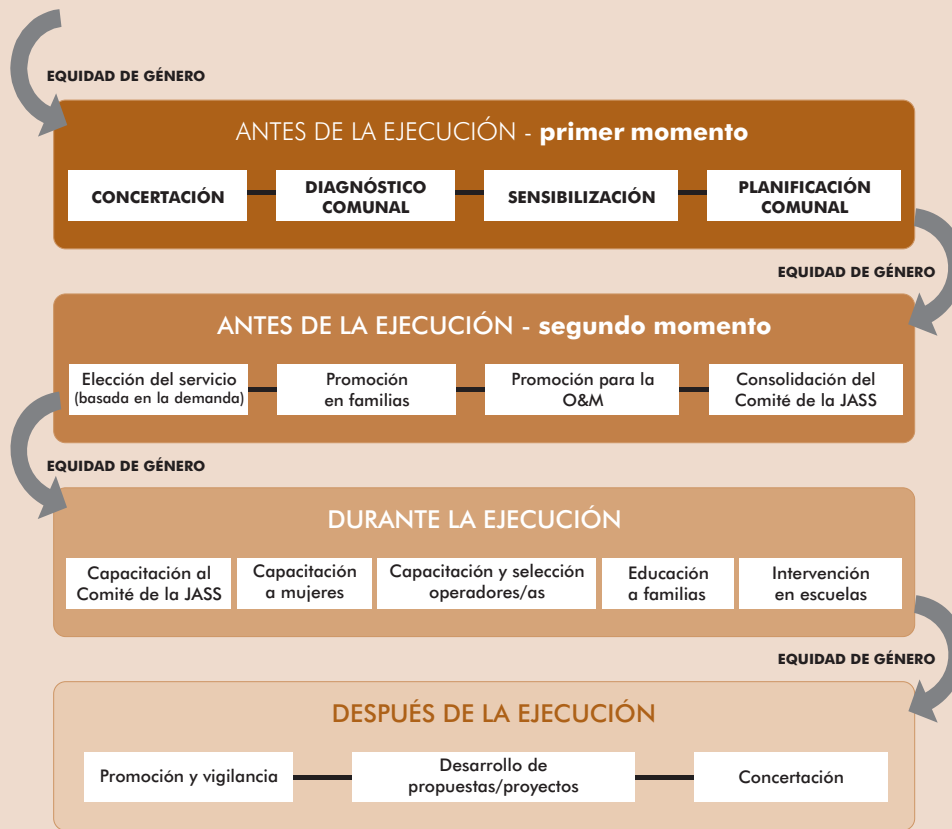 EQUIDAD DE GÉNERO
ANTES DE LA EJECUCIÓN - primer momento
CONCERTACIÓN
DIAGNÓSTICO
COMUNAL
SENSIBILIZACIÓN
PLANIFICACIÓN
COMUNAL
EQUIDAD DE GÉNERO
ANTES DE LA EJECUCIÓN - segundo momento
Elección del servicio
(basada en la demanda)
Promoción
en familias
Promoción para la
O&M
Consolidación del
Comité de la JASS
EQUIDAD DE GÉNERO
DURANTE LA EJECUCIÓN
Capacitación al
Comité de la JASS
Capacitación
a mujeres
Capacitación y selección
operadores/as
Educación
a familias
Intervención
en escuelas
EQUIDAD DE GÉNERO
DESPUÉS DE LA EJECUCIÓN
Promoción y vigilancia
Desarrollo de
propuestas/proyectos
Concertación